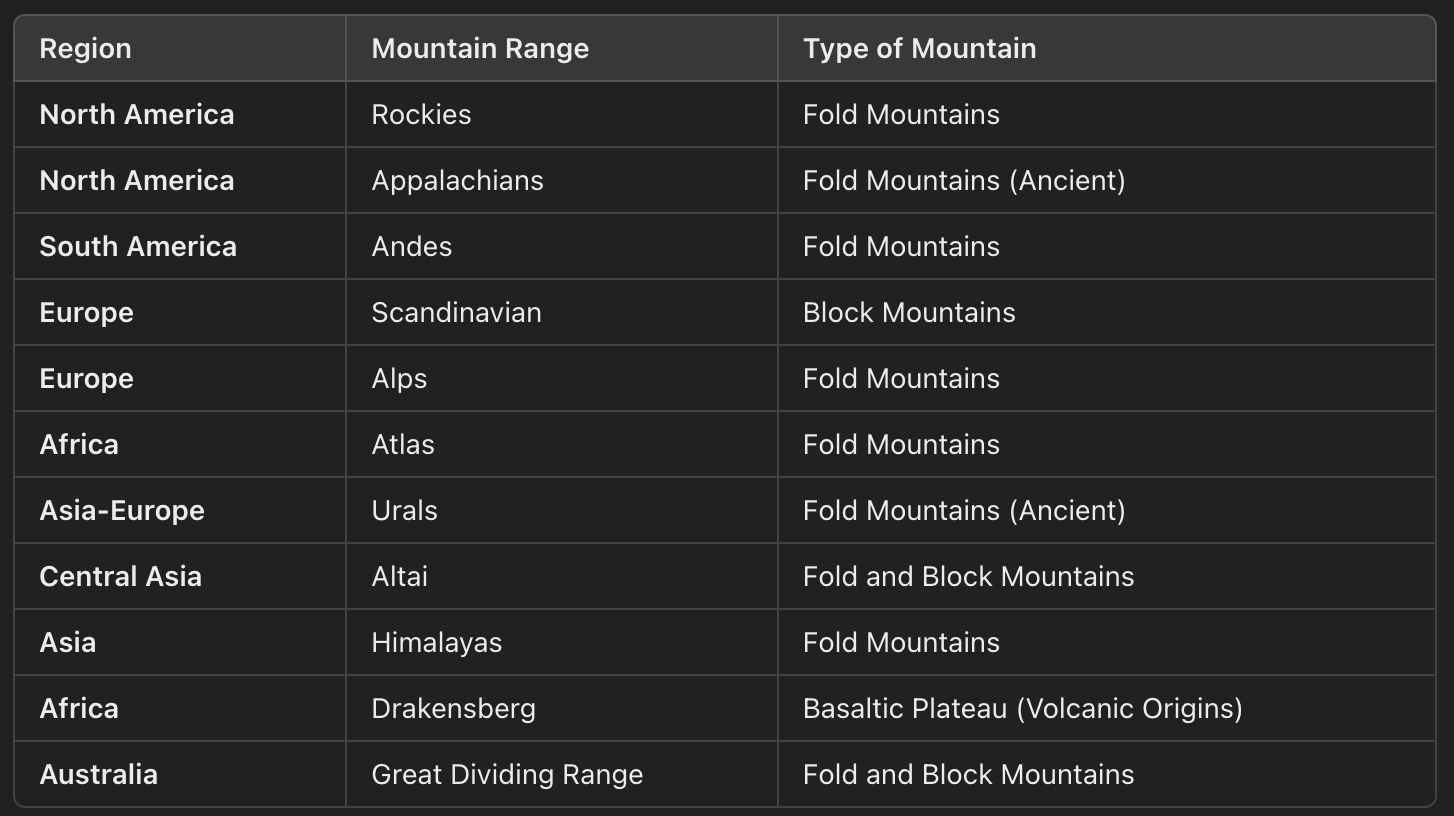 Region Mountain Range Type of Mountain
North America Rockies Fold Mountains
North America Appalachians Fold Mountains (Ancient)
South America Andes Fold Mountains
Europe Scandinavian Block Mountains
Europe Alps Fold Mountains
Africa Atlas Fold Mountains
Asia-Europe Urals Fold Mountains (Ancient)
Central Asia Altai Fold and Block Mountains
Asia Himalayas Fold Mountains
Africa Drakensberg Basaltic Plateau (Volcanic Origins)
Australia Great Dividing Range Fold and Block Mountains